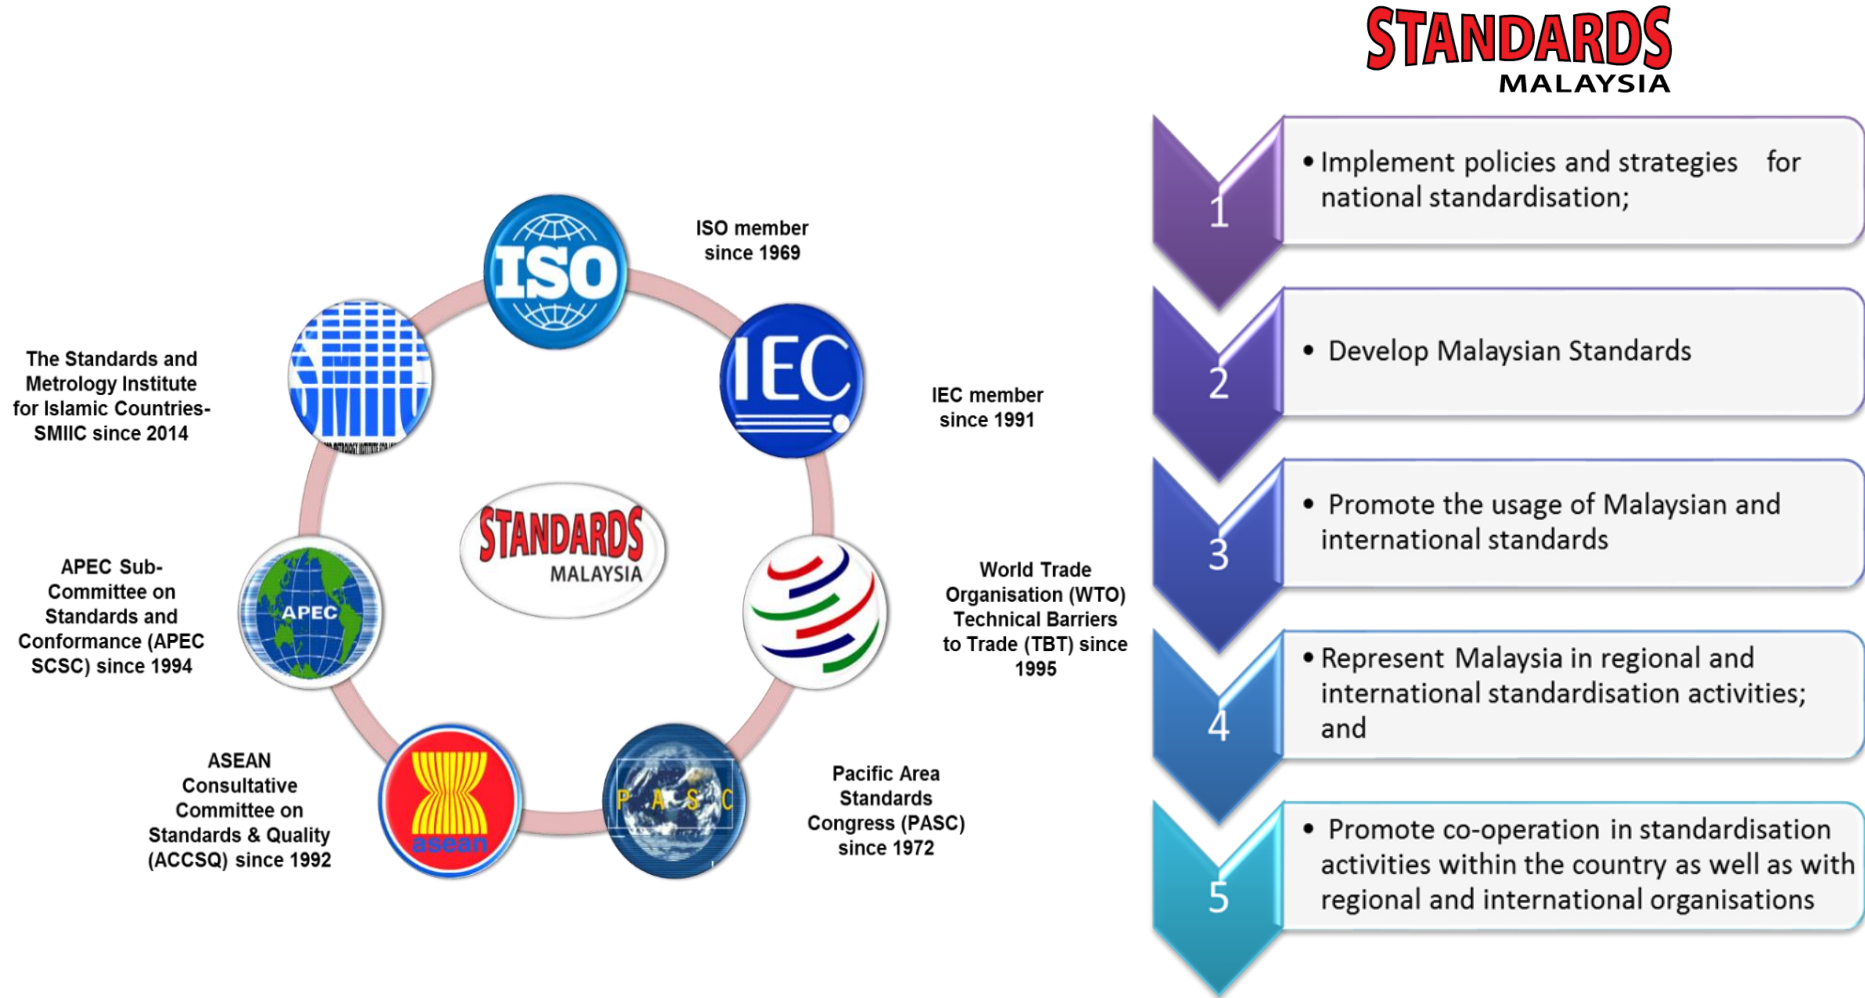 ISO
ISO member
since 1969
IEC
IEC member
since 1991
World Trade
Organisation (WTO)
Technical Barriers
to Trade (TBT) since
1995
PASC
Pacific Area
Standards
Congress (PASC)
since 1972
asean
ASEAN
Consultative
Committee on
Standards & Quality
(ACCSQ) since 1992
APEC
APEC Sub-
Committee on
Standards and
Conformance (APEC
SCSC) since 1994
SMIIC
The Standards and
Metrology Institute
for Islamic Countries-
SMIIC since 2014
STANDARDS
MALAYSIA
STANDARDS
MALAYSIA
1
• Implement policies and strategies for
national standardisation;
2
• Develop Malaysian Standards
3
• Promote the usage of Malaysian and
international standards
4
• Represent Malaysia in regional and
international standardisation activities;
and
5
• Promote co-operation in standardisation
activities within the country as well as with
regional and international organisations